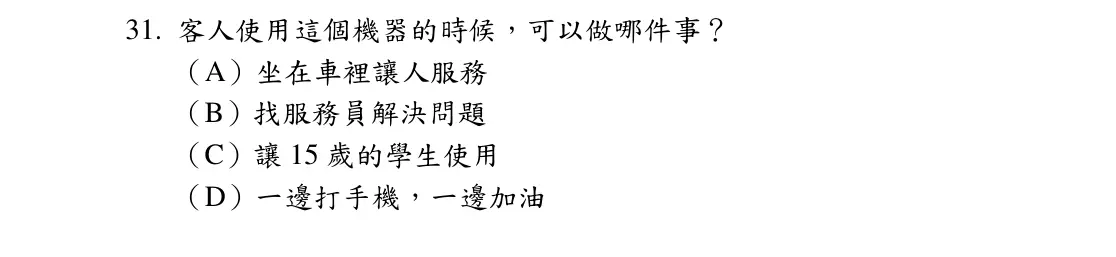 31. 客人使用這個機器的時候，可以做哪件事？
（A）坐在車裡讓人服務
（B）找服務員解決問題
（C）讓 15 歲的學生使用
（D）一邊打手機，一邊加油